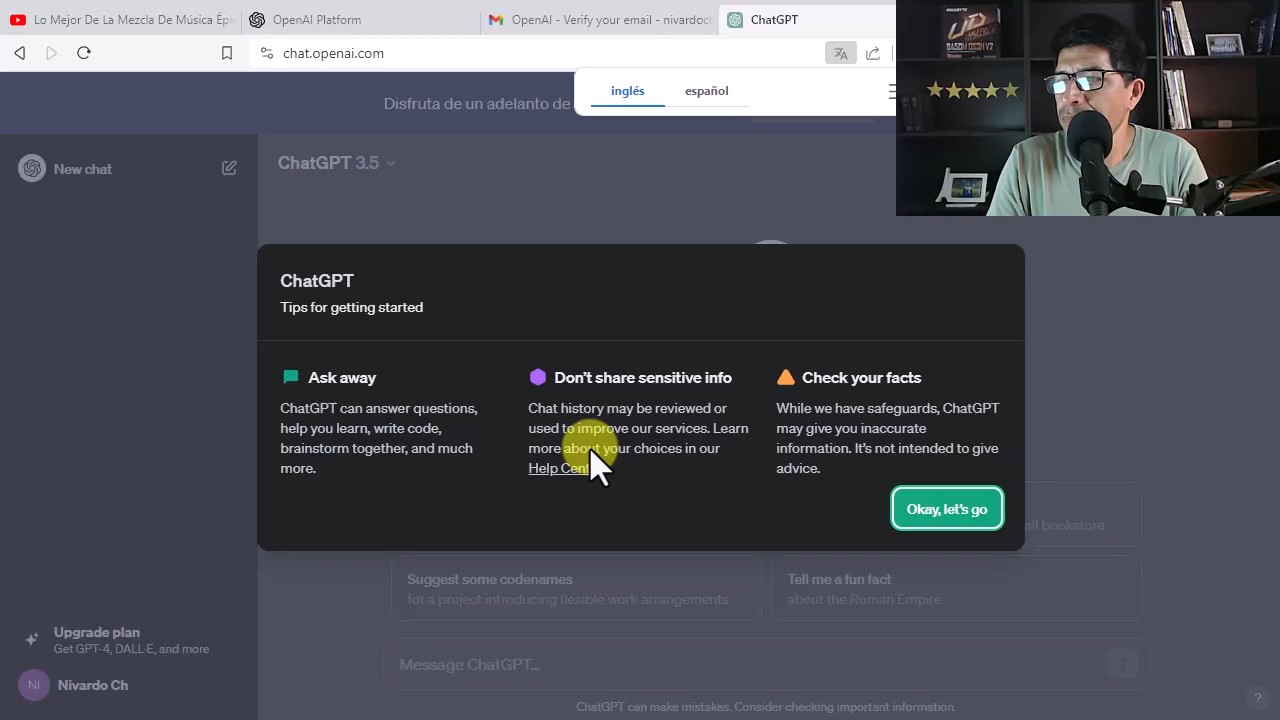 Lo Mejor De La Mezcla De Música Épic
OpenAI Platform
OpenAI - Verify your email - nivardoch
ChatGPT
chat.openai.com
inglés
español
Disfruta de un adelanto de
New chat
ChatGPT 3.5
GIGABYTE
UD
B450M DS3H V2
ChatGPT
Tips for getting started
Ask away
ChatGPT can answer questions,
help you learn, write code,
brainstorm together, and much
more.
Don't share sensitive info
Chat history may be reviewed or
used to improve our services. Learn
more about your choices in our
Help Cent
Check your facts
While we have safeguards, ChatGPT
may give you inaccurate
information. It's not intended to give
advice.
Okay, let's go
all bookstore
Suggest some codenames
for a project introducing flexible work arrangements
Tell me a fun fact
about the Roman Empire
Upgrade plan
Get GPT-4, DALL·E, and more
NI
Nivardo Ch
Message ChatGPT...
ChatGPT can make mistakes. Consider checking important information.
?